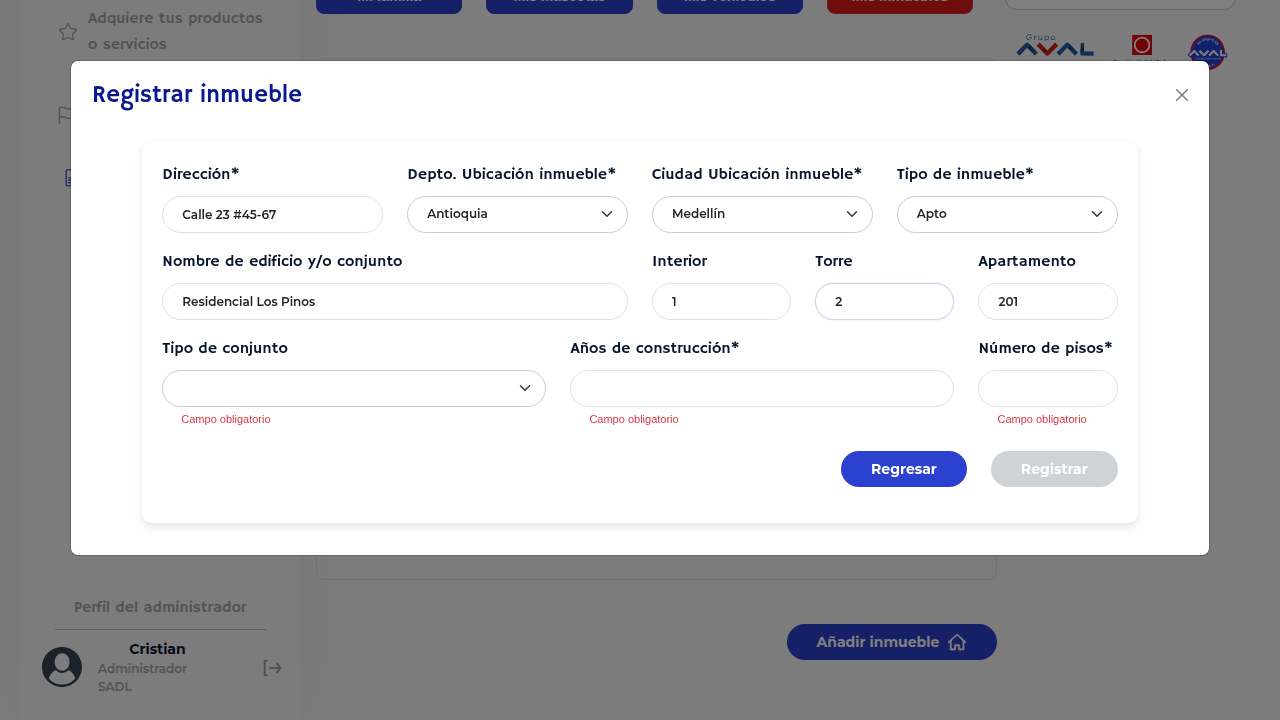 Adquiere tus productos
o servicios
Grupo
AVAL
AVAL
Registrar inmueble
Dirección*
Depto. Ubicación inmueble*
Ciudad Ubicación inmueble*
Tipo de inmueble*
Calle 23 #45-67
Antioquia
Medellín
Apto
Nombre de edificio y/o conjunto
Interior
Torre
Apartamento
Residencial Los Pinos
1
2
201
Tipo de conjunto
Años de construcción*
Número de pisos*
Campo obligatorio
Campo obligatorio
Campo obligatorio
Regresar
Registrar
Perfil del administrador
Cristian
Administrador
SADL
Añadir inmueble